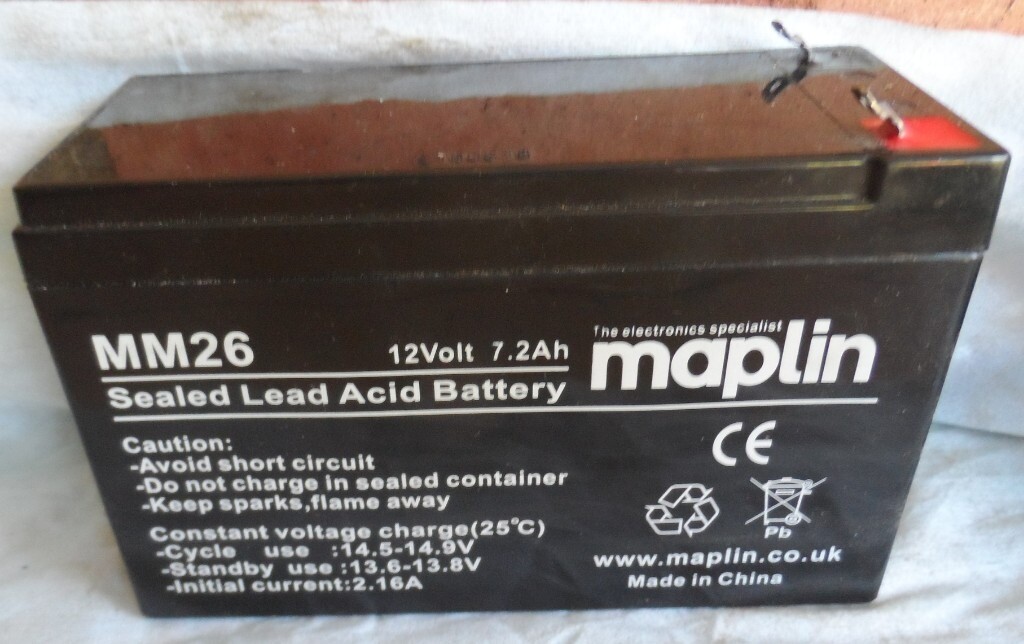 MM26
12Volt 7.2Ah
Sealed Lead Acid Battery
The electronics specialist
maplin
Caution:
-Avoid short circuit
-Do not charge in sealed container
-Keep sparks,flame away
Constant voltage charge(25℃)
-Cycle use :14.5-14.9V
-Standby use:13.6-13.8V
-Initial current:2.16A
CE
Pb
www.maplin.co.uk
Made in China